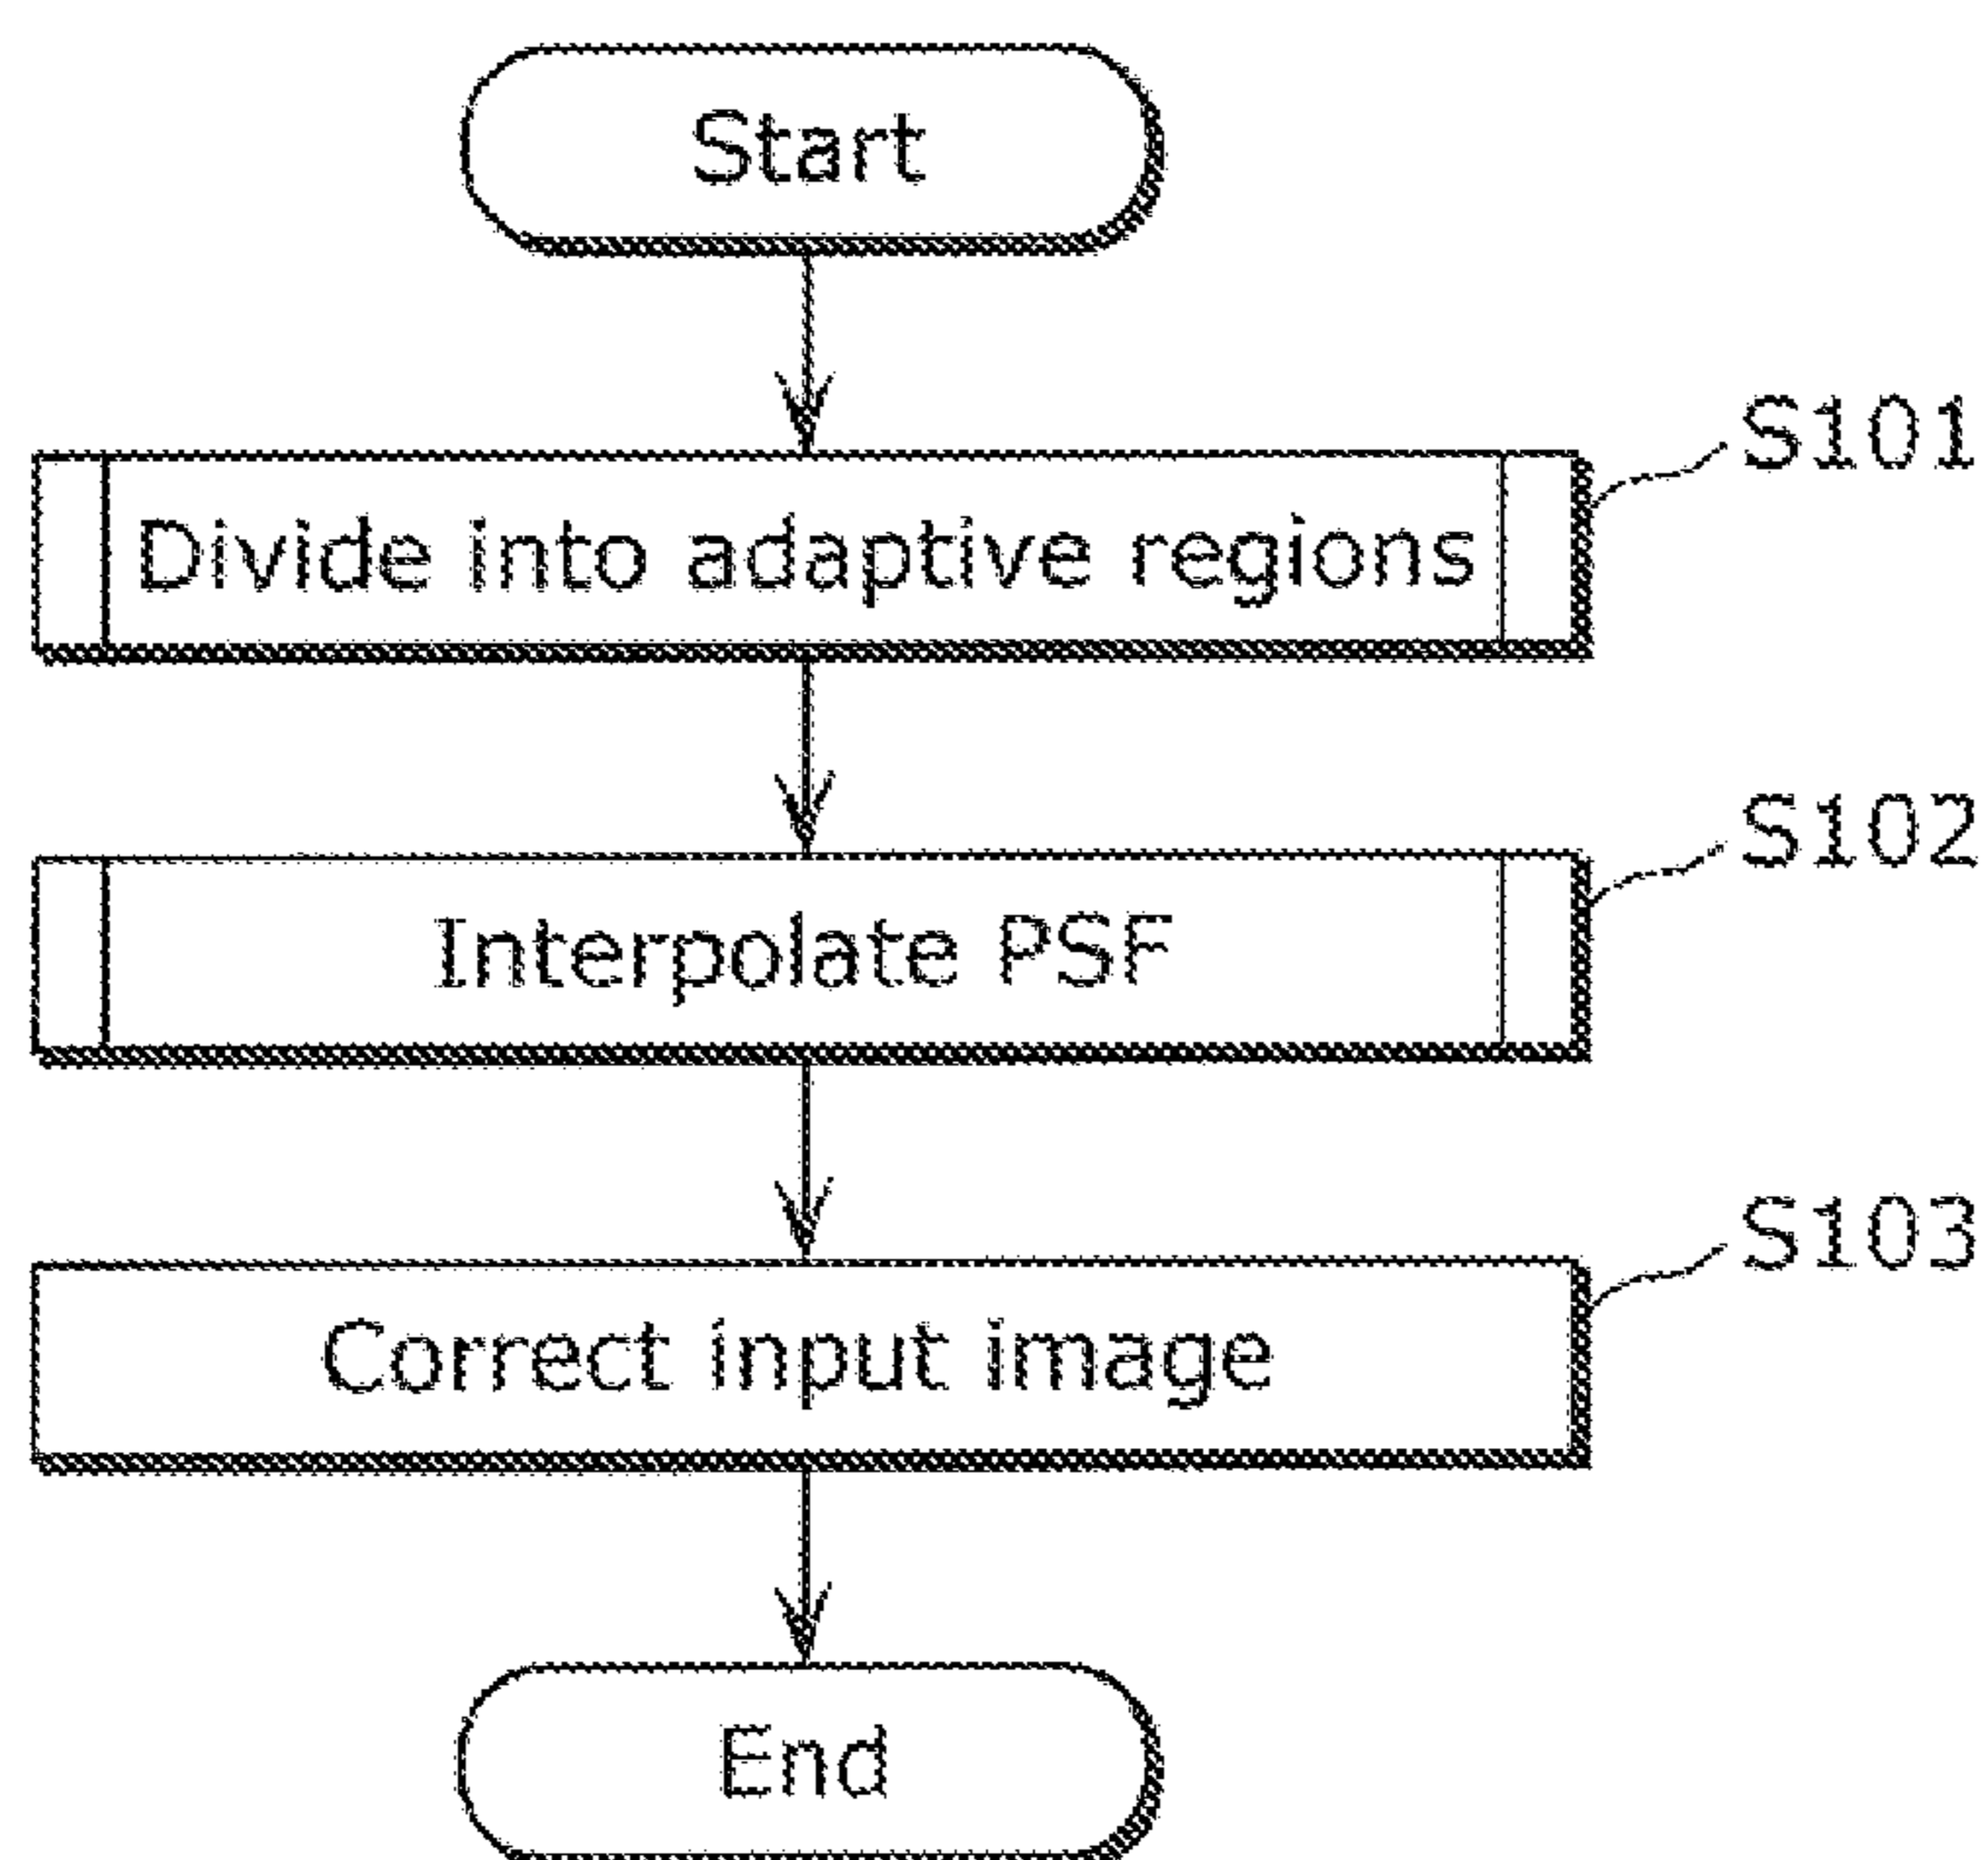 Start
S101
Divide into adaptive regions
S102
Interpolate PSF
S103
Correct input image
End